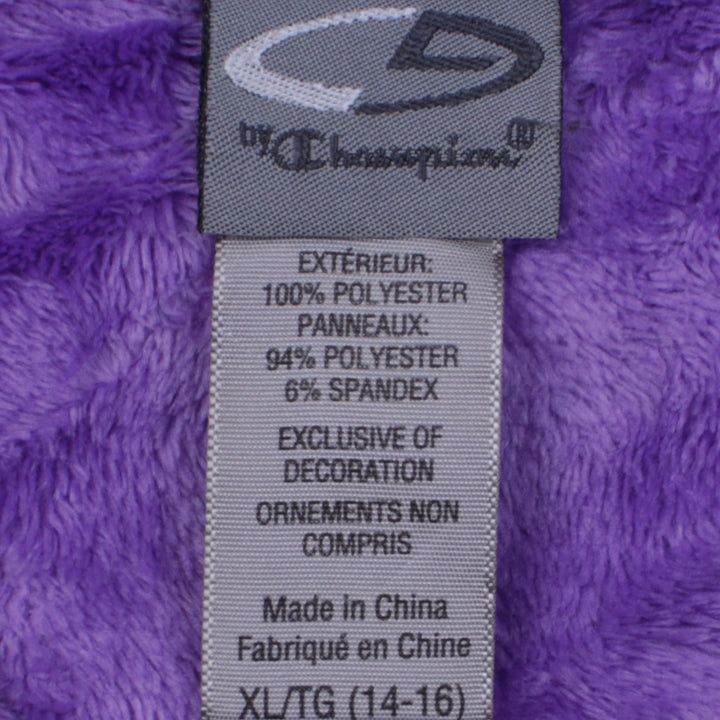 by Champion®
EXTÉRIEUR:
100% POLYESTER
PANNEAUX:
94% POLYESTER
6% SPANDEX
EXCLUSIVE OF
DECORATION
ORNEMENTS NON
COMPRIS
Made In China
Fabriqué en Chine
XL/TG (14-16)